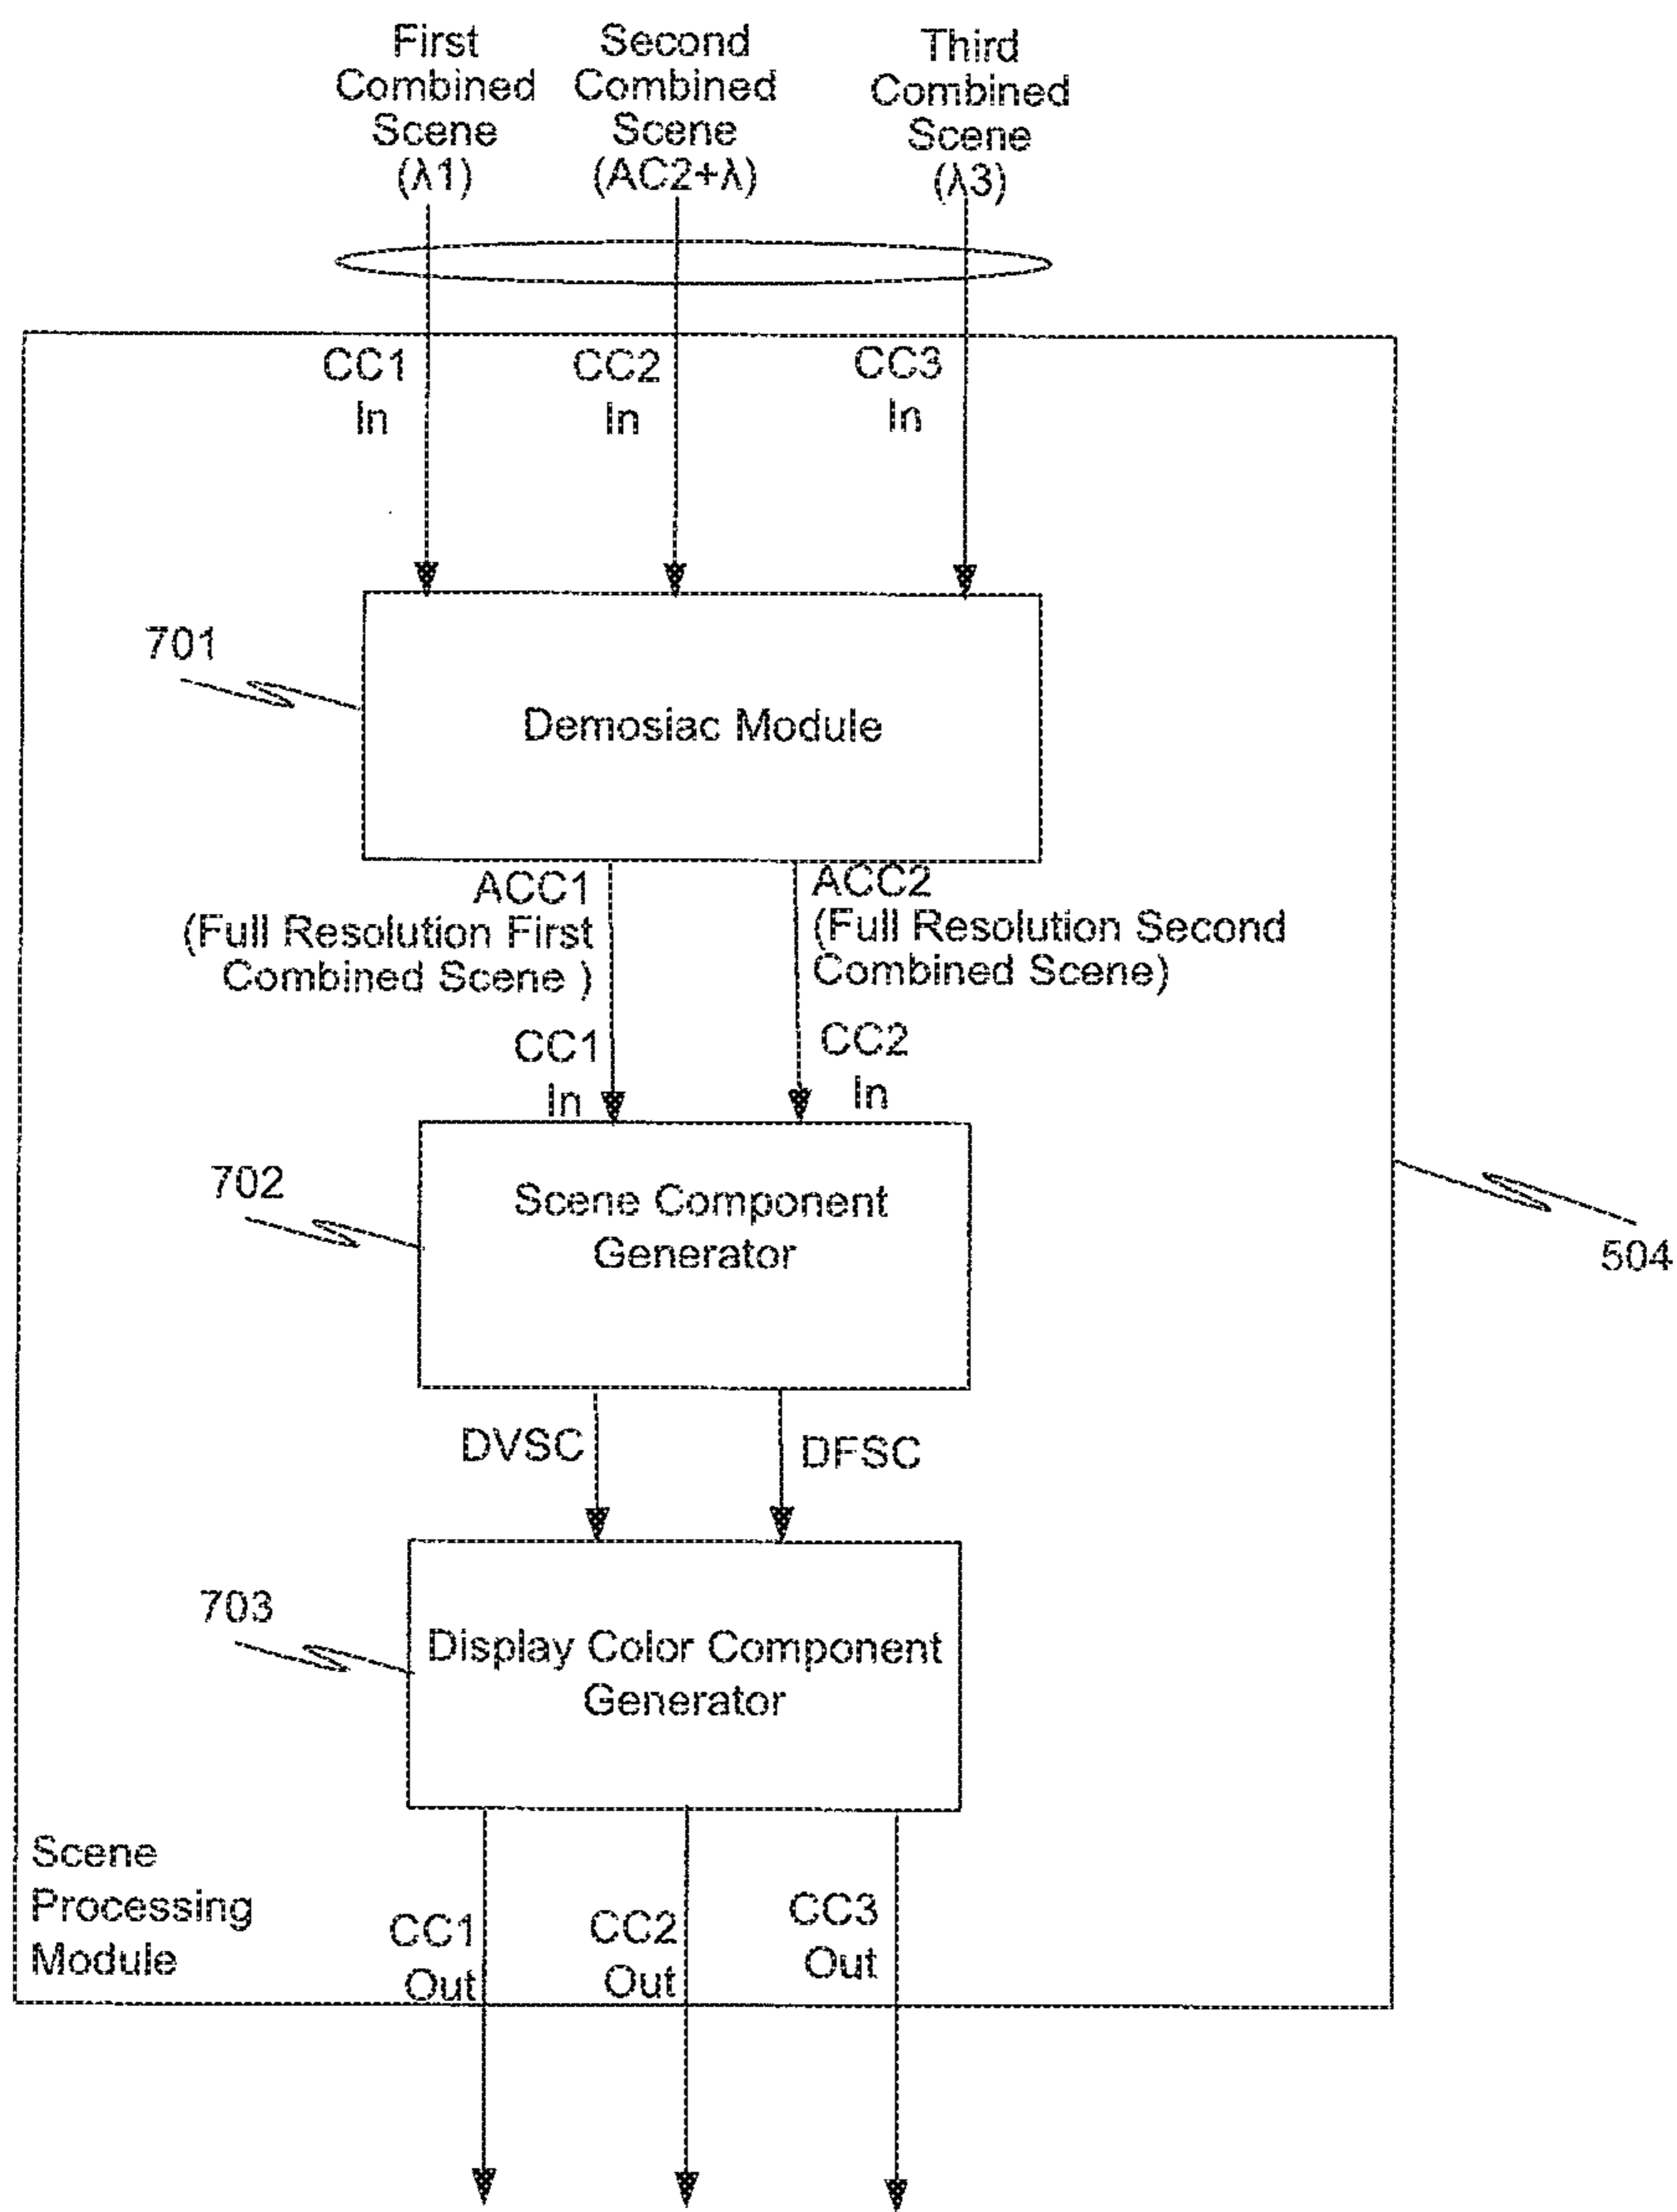 First
Combined
Scene
(λ1)
Second
Combined
Scene
(AC2+λ)
Third
Combined
Scene
(λ3)
CC1
In
CC2
In
CC3
In
701
Demosiac Module
ACC1
(Full Resolution First
Combined Scene )
ACC2
(Full Resolution Second
Combined Scene)
CC1
In
CC2
In
702
Scene Component
Generator
504
DVSC
DFSC
703
Display Color Component
Generator
Scene
Processing
Module
CC1
Out
CC2
Out
CC3
Out